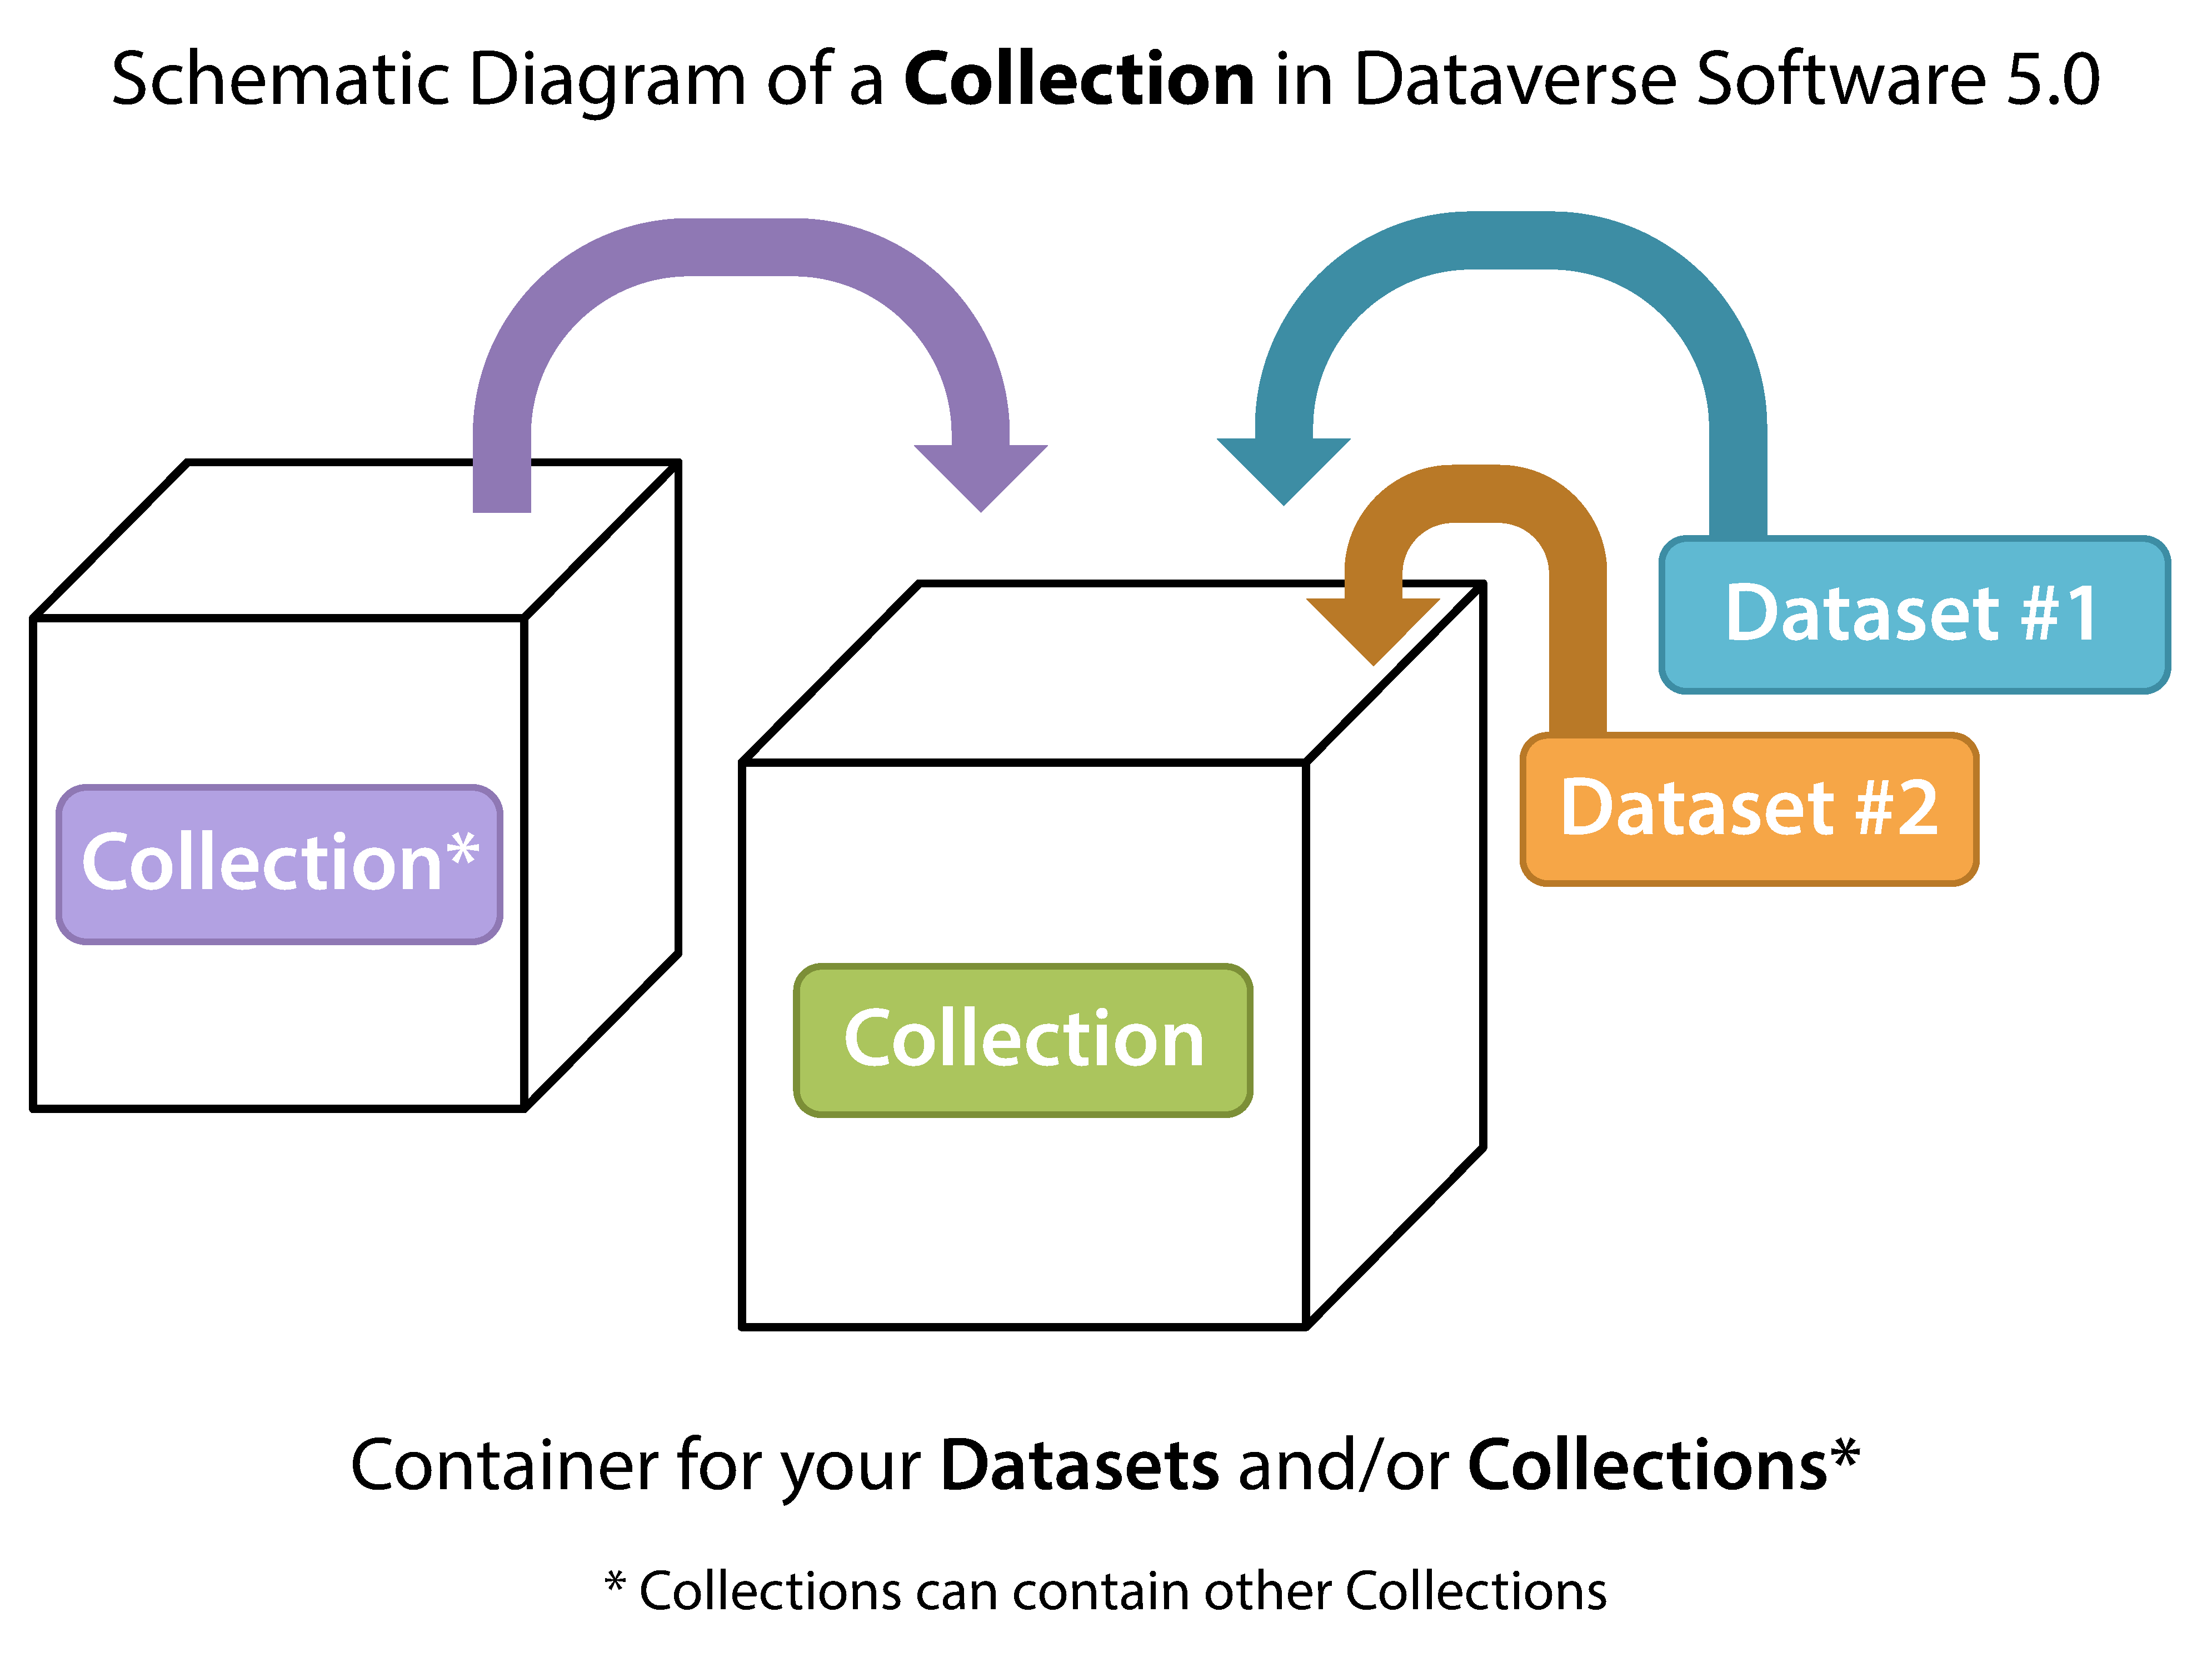 Schematic Diagram of a Collection in Dataverse Software 5.0
Dataset #1
Dataset #2
Collection*
Collection
Container for your Datasets and/or Collections*
* Collections can contain other Collections